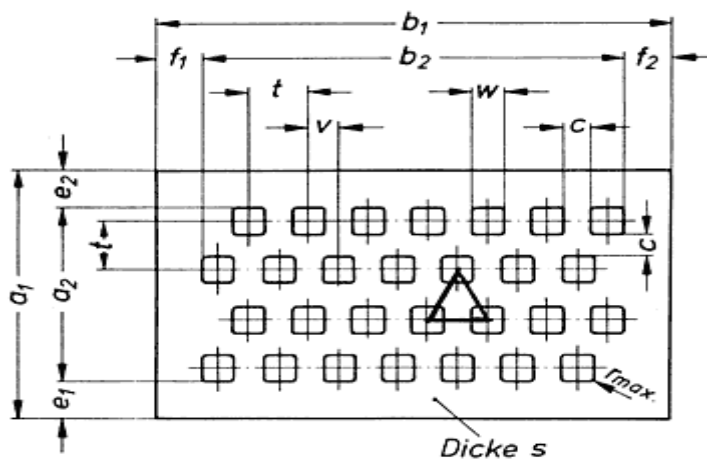 b₁
f₁ b₂ f₂
t w
v c
e₂
t c
a₁ a₂
e₁ rmax.
Dicke s